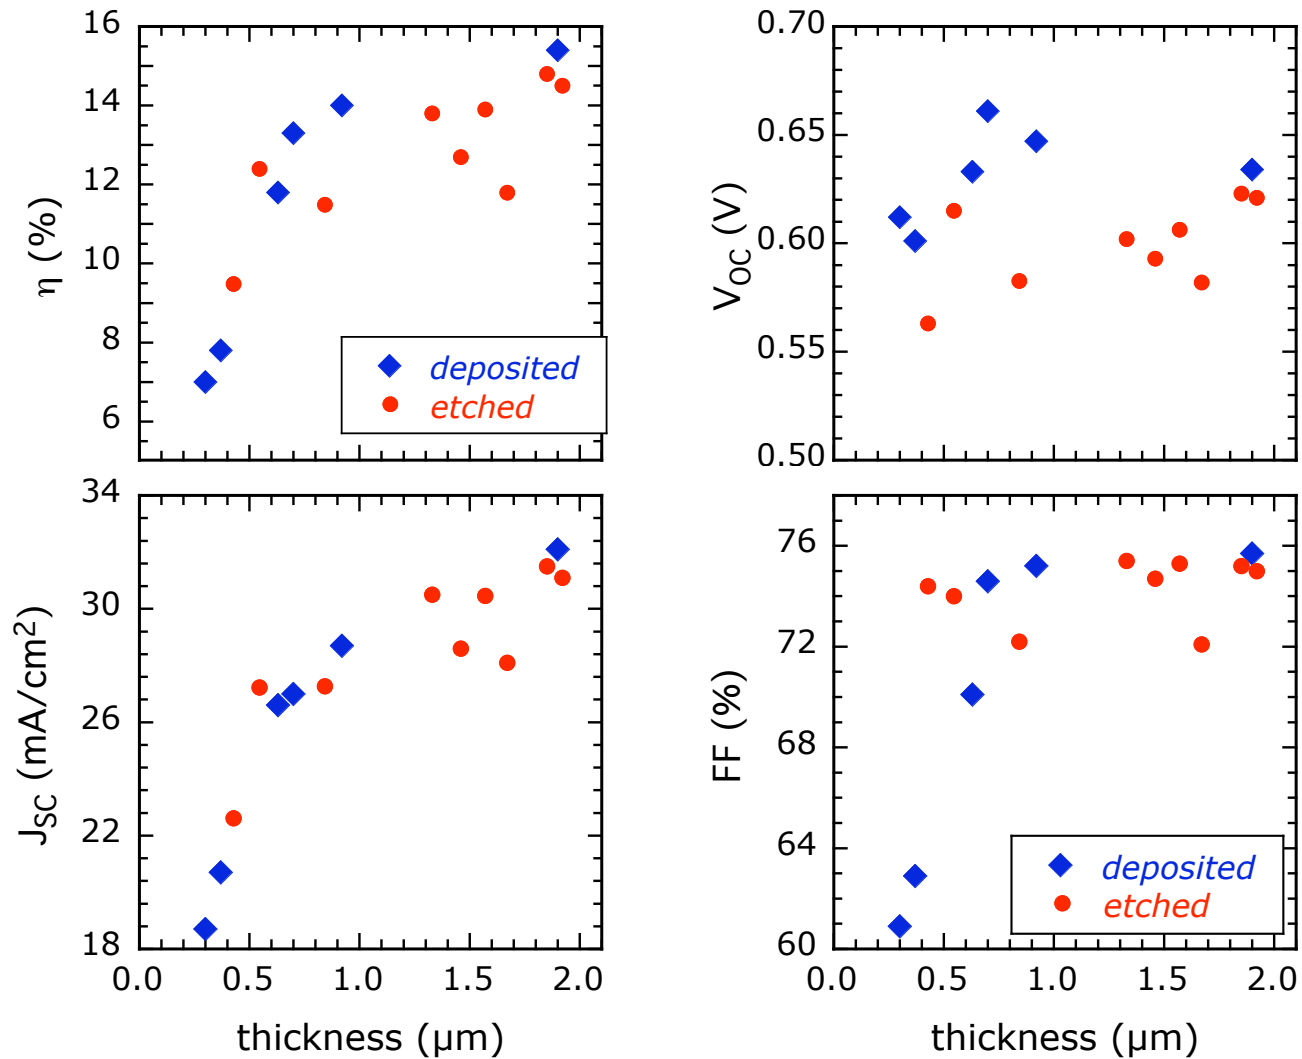 16
14
12
10
8
6
η (%)
deposited
etched
0.70
0.65
0.60
0.55
0.50
V_OC (V)
34
30
26
22
18
J_SC (mA/cm²)
0.0 0.5 1.0 1.5 2.0
thickness (µm)
76
72
68
64
60
FF (%)
deposited
etched
0.0 0.5 1.0 1.5 2.0
thickness (µm)